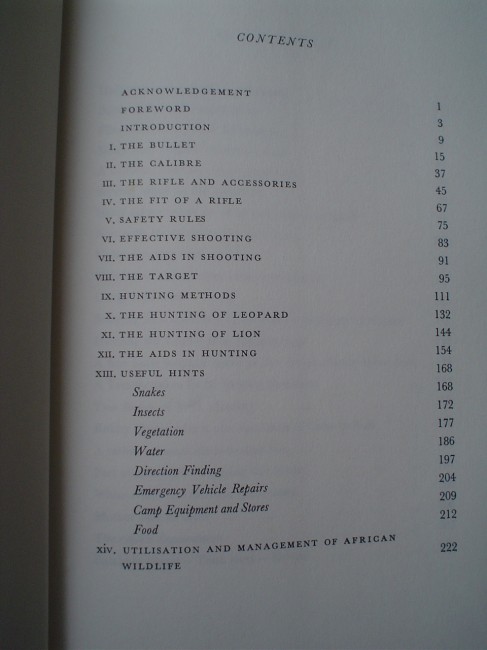 CONTENTS
ACKNOWLEDGEMENT 1
FOREWORD 3
INTRODUCTION 9
I. THE BULLET 15
II. THE CALIBRE 37
III. THE RIFLE AND ACCESSORIES 45
IV. THE FIT OF A RIFLE 67
V. SAFETY RULES 75
VI. EFFECTIVE SHOOTING 83
VII. THE AIDS IN SHOOTING 91
VIII. THE TARGET 95
IX. HUNTING METHODS 111
X. THE HUNTING OF LEOPARD 132
XI. THE HUNTING OF LION 144
XII. THE AIDS IN HUNTING 154
XIII. USEFUL HINTS 168
Snakes 168
Insects 172
Vegetation 177
Water 186
Direction Finding 197
Emergency Vehicle Repairs 204
Camp Equipment and Stores 209
Food 212
XIV. UTILISATION AND MANAGEMENT OF AFRICAN
WILDLIFE 222